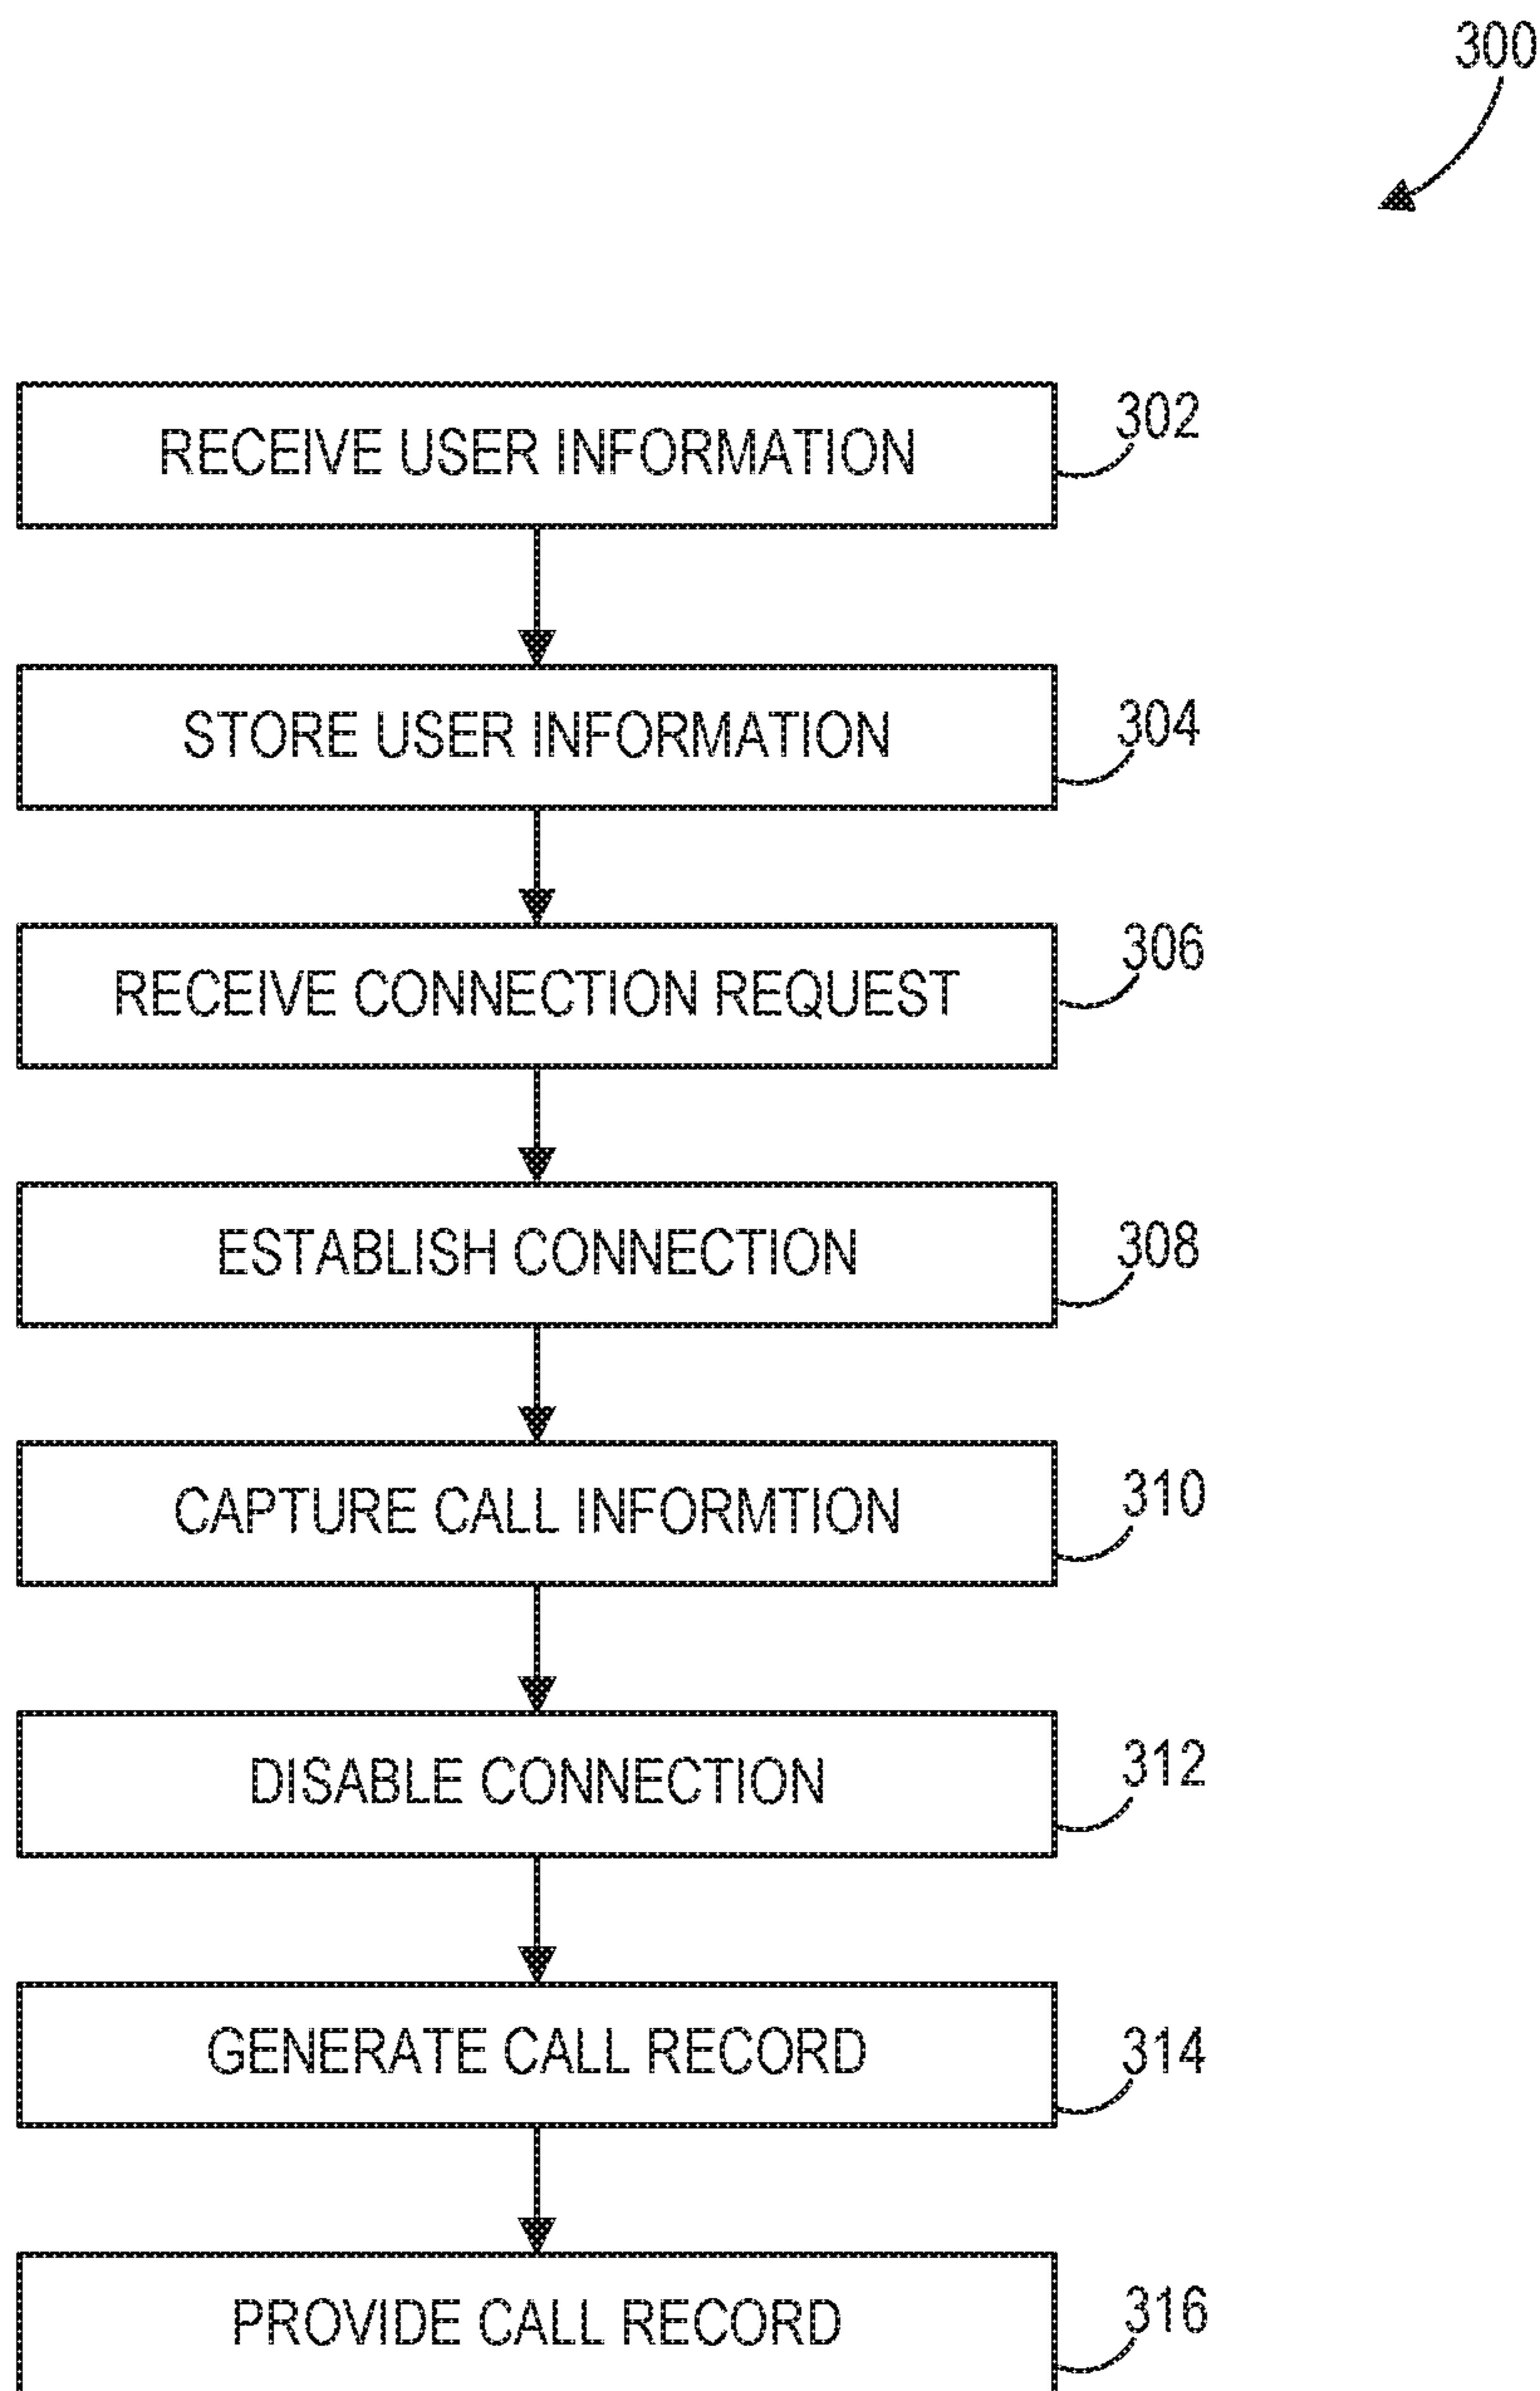 300
RECEIVE USER INFORMATION
302
STORE USER INFORMATION
304
RECEIVE CONNECTION REQUEST
306
ESTABLISH CONNECTION
308
CAPTURE CALL INFORMTION
310
DISABLE CONNECTION
312
GENERATE CALL RECORD
314
PROVIDE CALL RECORD
316